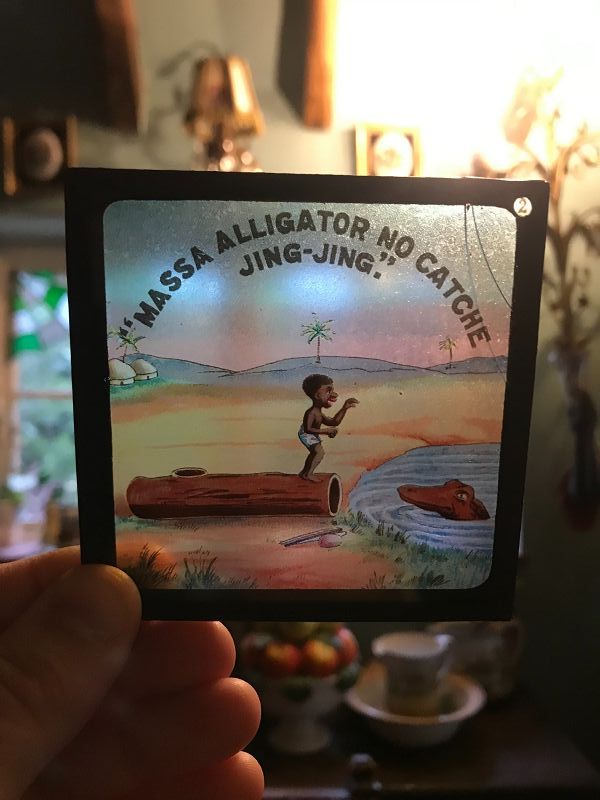 "MASSA ALLIGATOR NO CATCHE
JING-JING."
2